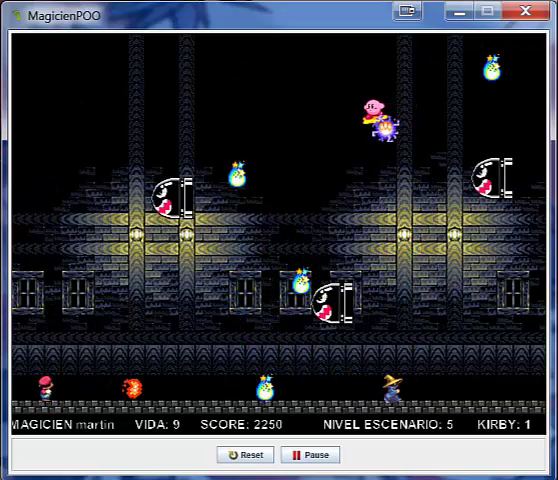 MagicienPOO
MAGICIEN martin VIDA: 9 SCORE: 2250 NIVEL ESCENARIO: 5 KIRBY: 1
Reset Pause